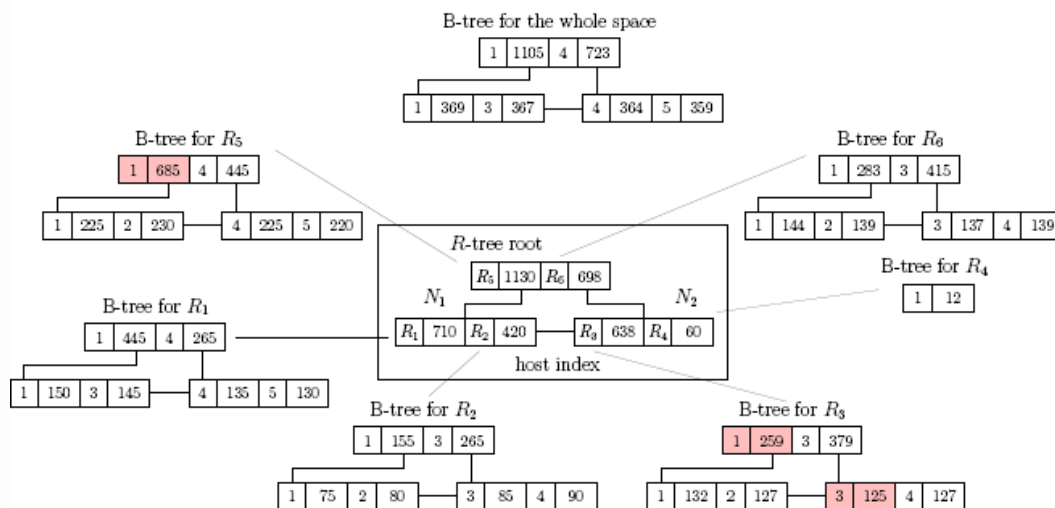 B-tree for the whole space
1 1105 4 723
1 369 3 367 4 364 5 359
B-tree for R5
1 685 4 445
1 225 2 230 4 225 5 220
B-tree for R6
1 283 3 415
1 144 2 139 3 137 4 139
R-tree root
R5 1130 R6 698
N1 N2
R1 710 R2 420 R3 638 R4 60
host index
B-tree for R4
1 12
B-tree for R1
1 445 4 265
1 150 3 145 4 135 5 130
B-tree for R2
1 155 3 265
1 75 2 80 3 85 4 90
B-tree for R3
1 259 3 379
1 132 2 127 3 125 4 127